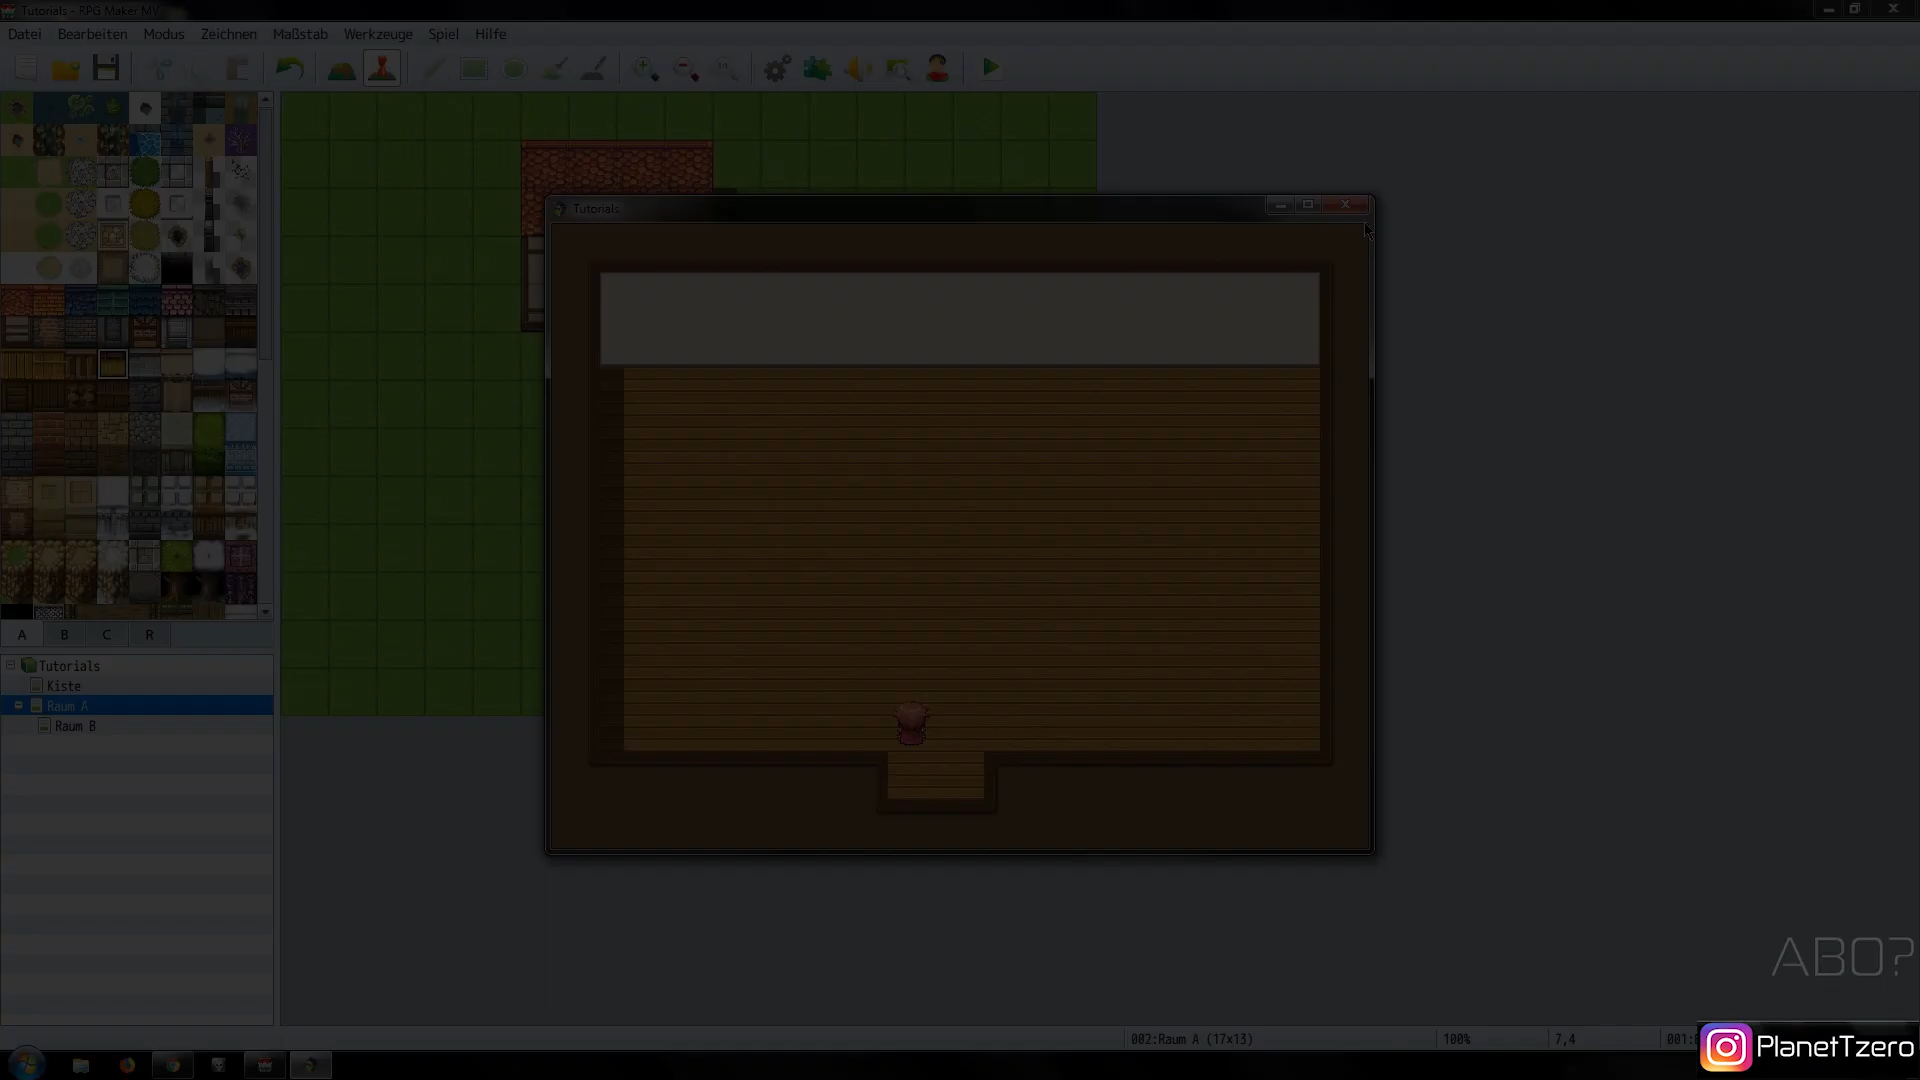 Tutorials - RPG Maker MV
Datei Bearbeiten Modus Zeichnen Maßstab Werkzeuge Spiel Hilfe
Tutorials
A B C R
Tutorials
Kiste
Raum A
Raum B
ABO?
002:Raum A (17x13) 100% 7,4
PlanetTzero